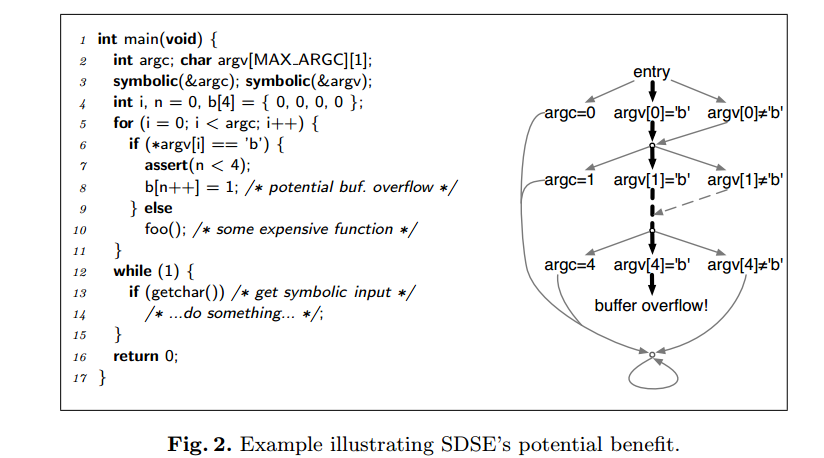 1 int main(void) {
2 int argc; char argv[MAX_ARGC][1];
3 symbolic(&argc); symbolic(&argv);
4 int i, n = 0, b[4] = { 0, 0, 0, 0 };
5 for (i = 0; i < argc; i++) {
6 if (*argv[i] == 'b') {
7 assert(n < 4);
8 b[n++] = 1; /* potential buf. overflow */
9 } else
10 foo(); /* some expensive function */
11 }
12 while (1) {
13 if (getchar()) /* get symbolic input */
14 /* ...do something... */;
15 }
16 return 0;
17 }
entry
argc=0 argv[0]='b' argv[0]≠'b'
argc=1 argv[1]='b' argv[1]≠'b'
argc=4 argv[4]='b' argv[4]≠'b'
buffer overflow!
Fig. 2. Example illustrating SDSE's potential benefit.